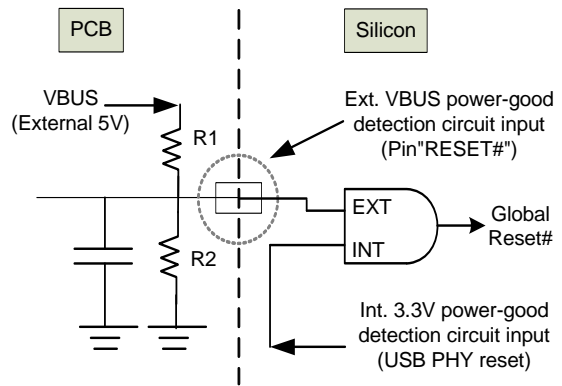 PCB
Silicon
VBUS
(External 5V)
R1
Ext. VBUS power-good
detection circuit input
(Pin"RESET#")
EXT
INT
Global
Reset#
R2
Int. 3.3V power-good
detection circuit input
(USB PHY reset)